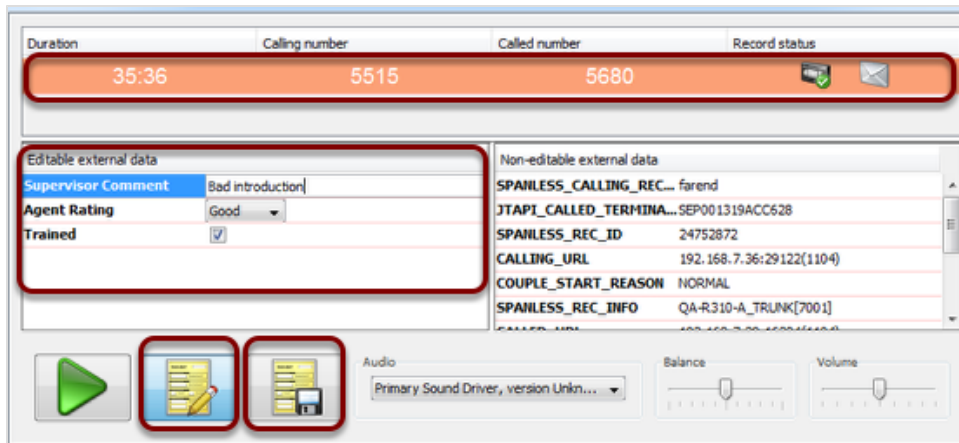 Duration Calling number Called number Record status
35:36 5515 5680
Editable external data
Supervisor Comment Bad introduction
Agent Rating Good
Trained
Non-editable external data
SPANLESS_CALLING_REC... farend
JTAPI_CALLED_TERMINA... SEP001319ACC628
SPANLESS_REC_ID 24752872
CALLING_URL 192.168.7.36:29122(1104)
COUPLE_START_REASON NORMAL
SPANLESS_REC_INFO QA-R310-A_TRUNK[7001]
Audio
Primary Sound Driver, version Unkn...
Balance
Volume